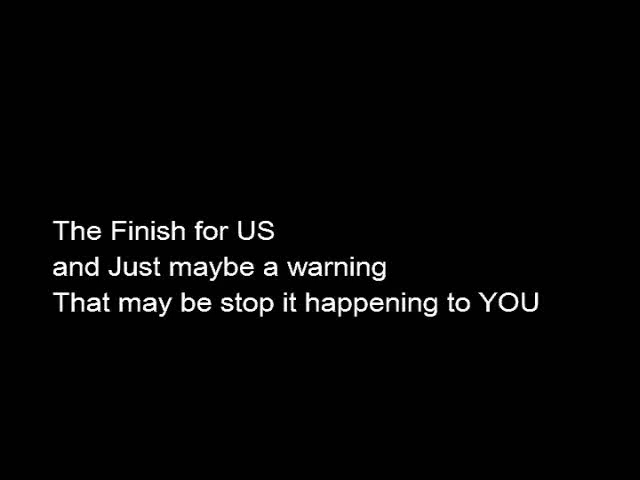 The Finish for US
and Just maybe a warning
That may be stop it happening to YOU